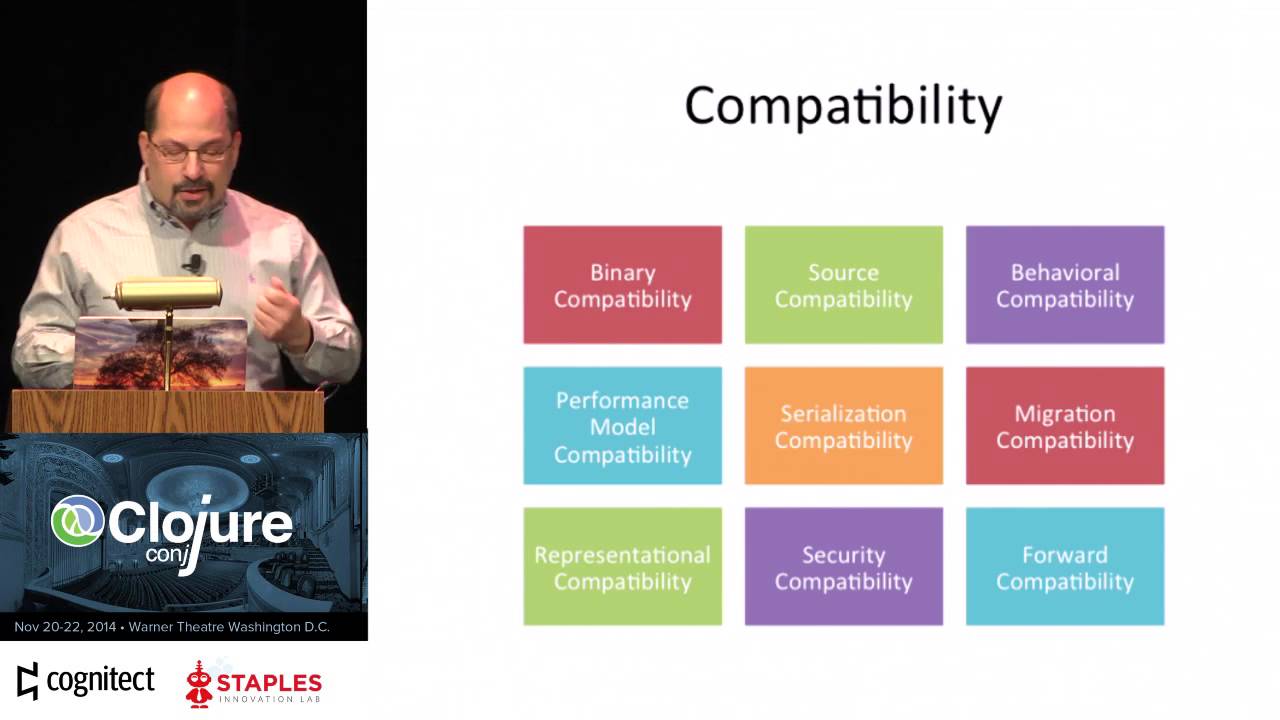 Compatibility
Binary
Compatibility
Source
Compatibility
Behavioral
Compatibility
Performance
Model
Compatibility
Serialization
Compatibility
Migration
Compatibility
Representational
Compatibility
Security
Compatibility
Forward
Compatibility
Clojure
conj
Nov 20-22, 2014 • Warner Theatre Washington D.C.
cognitect
STAPLES
INNOVATION LAB